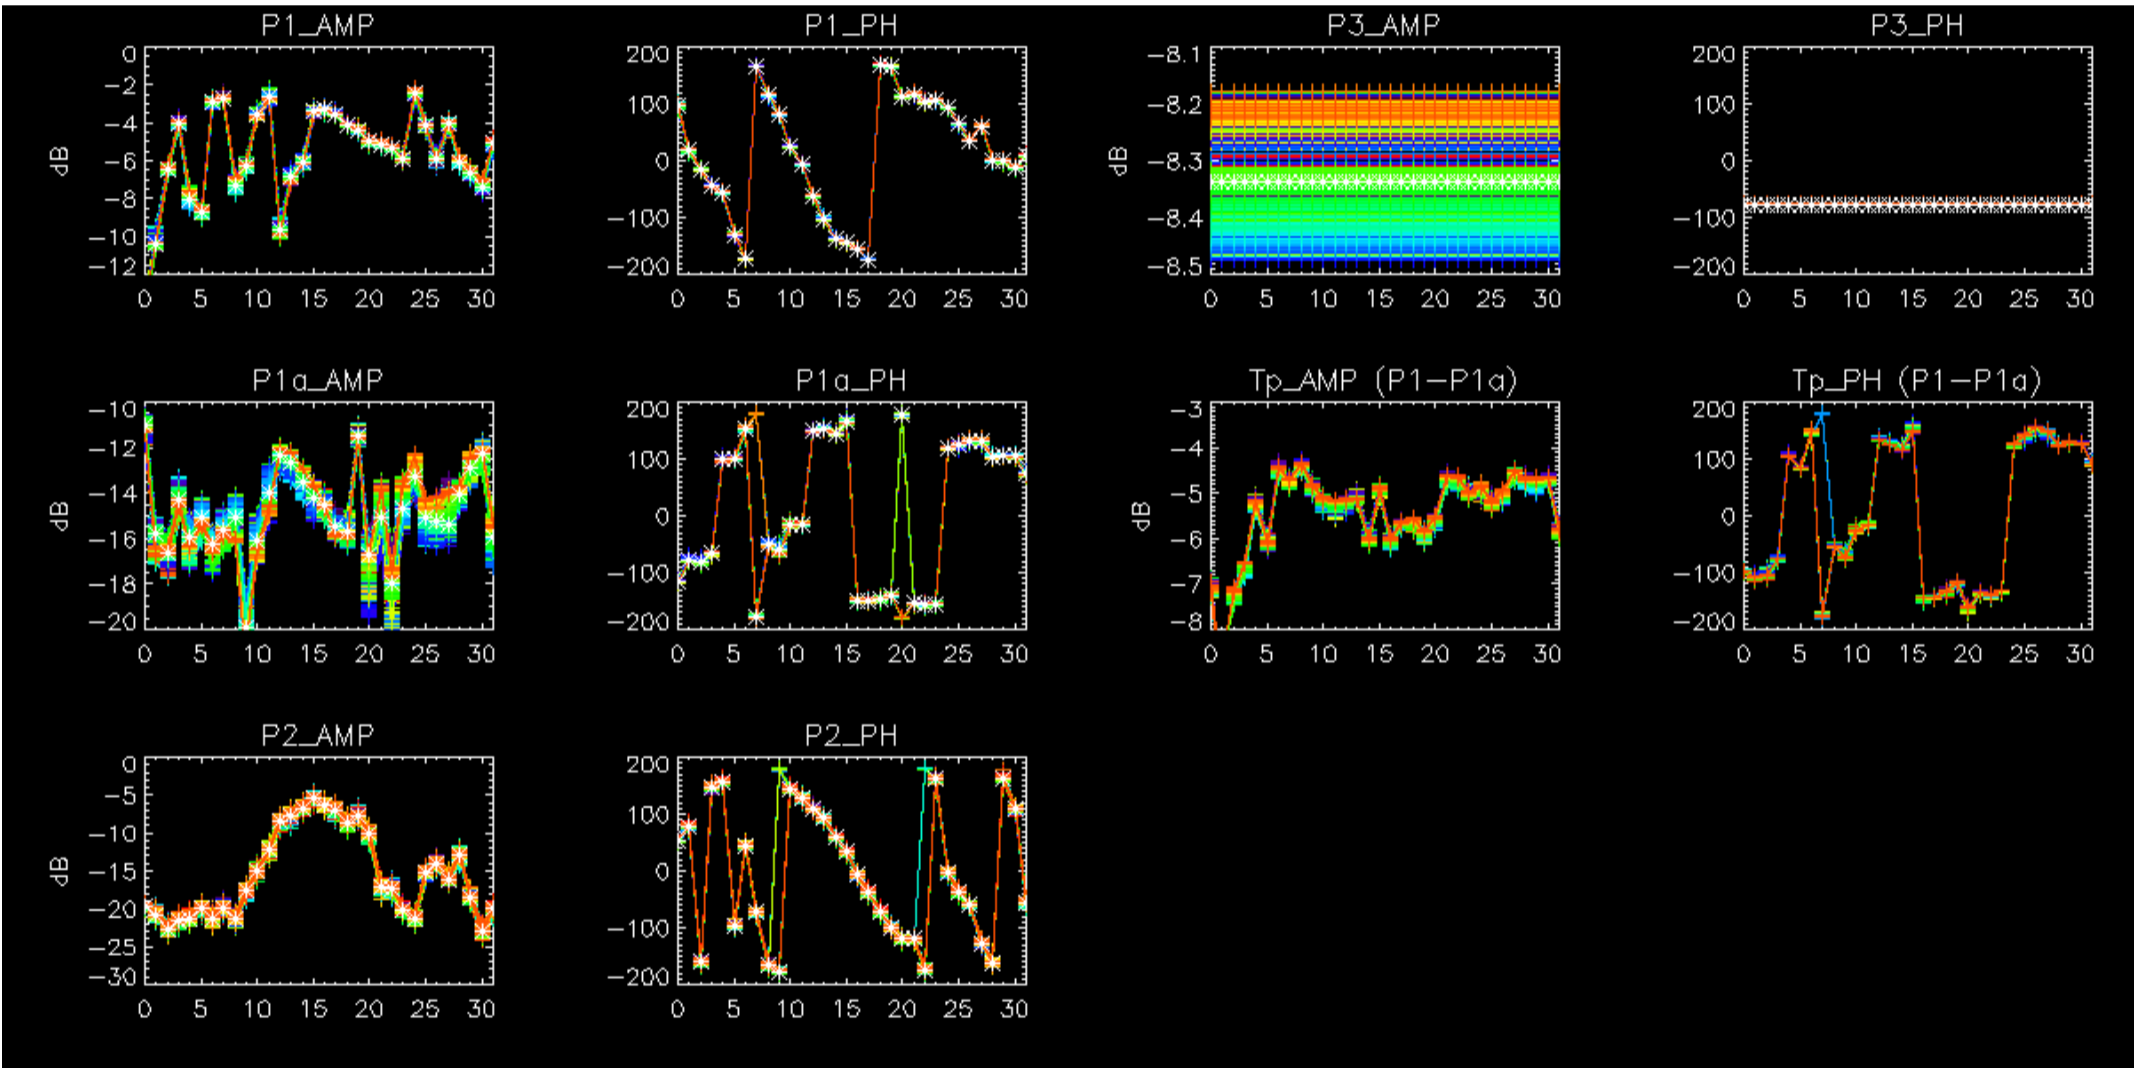 P1_AMP
P1_PH
P3_AMP
P3_PH
0
−2
−4
−6
−8
−10
−12
dB
0 5 10 15 20 25 30
200
100
0
−100
−200
0 5 10 15 20 25 30
−8.1
−8.2
−8.3
−8.4
−8.5
dB
0 5 10 15 20 25 30
200
100
0
−100
−200
0 5 10 15 20 25 30
P1a_AMP
P1a_PH
Tp_AMP (P1−P1a)
Tp_PH (P1−P1a)
−10
−12
−14
−16
−18
−20
dB
0 5 10 15 20 25 30
200
100
0
−100
−200
0 5 10 15 20 25 30
−3
−4
−5
−6
−7
−8
dB
0 5 10 15 20 25 30
200
100
0
−100
−200
0 5 10 15 20 25 30
P2_AMP
P2_PH
0
−5
−10
−15
−20
−25
−30
dB
0 5 10 15 20 25 30
200
100
0
−100
−200
0 5 10 15 20 25 30